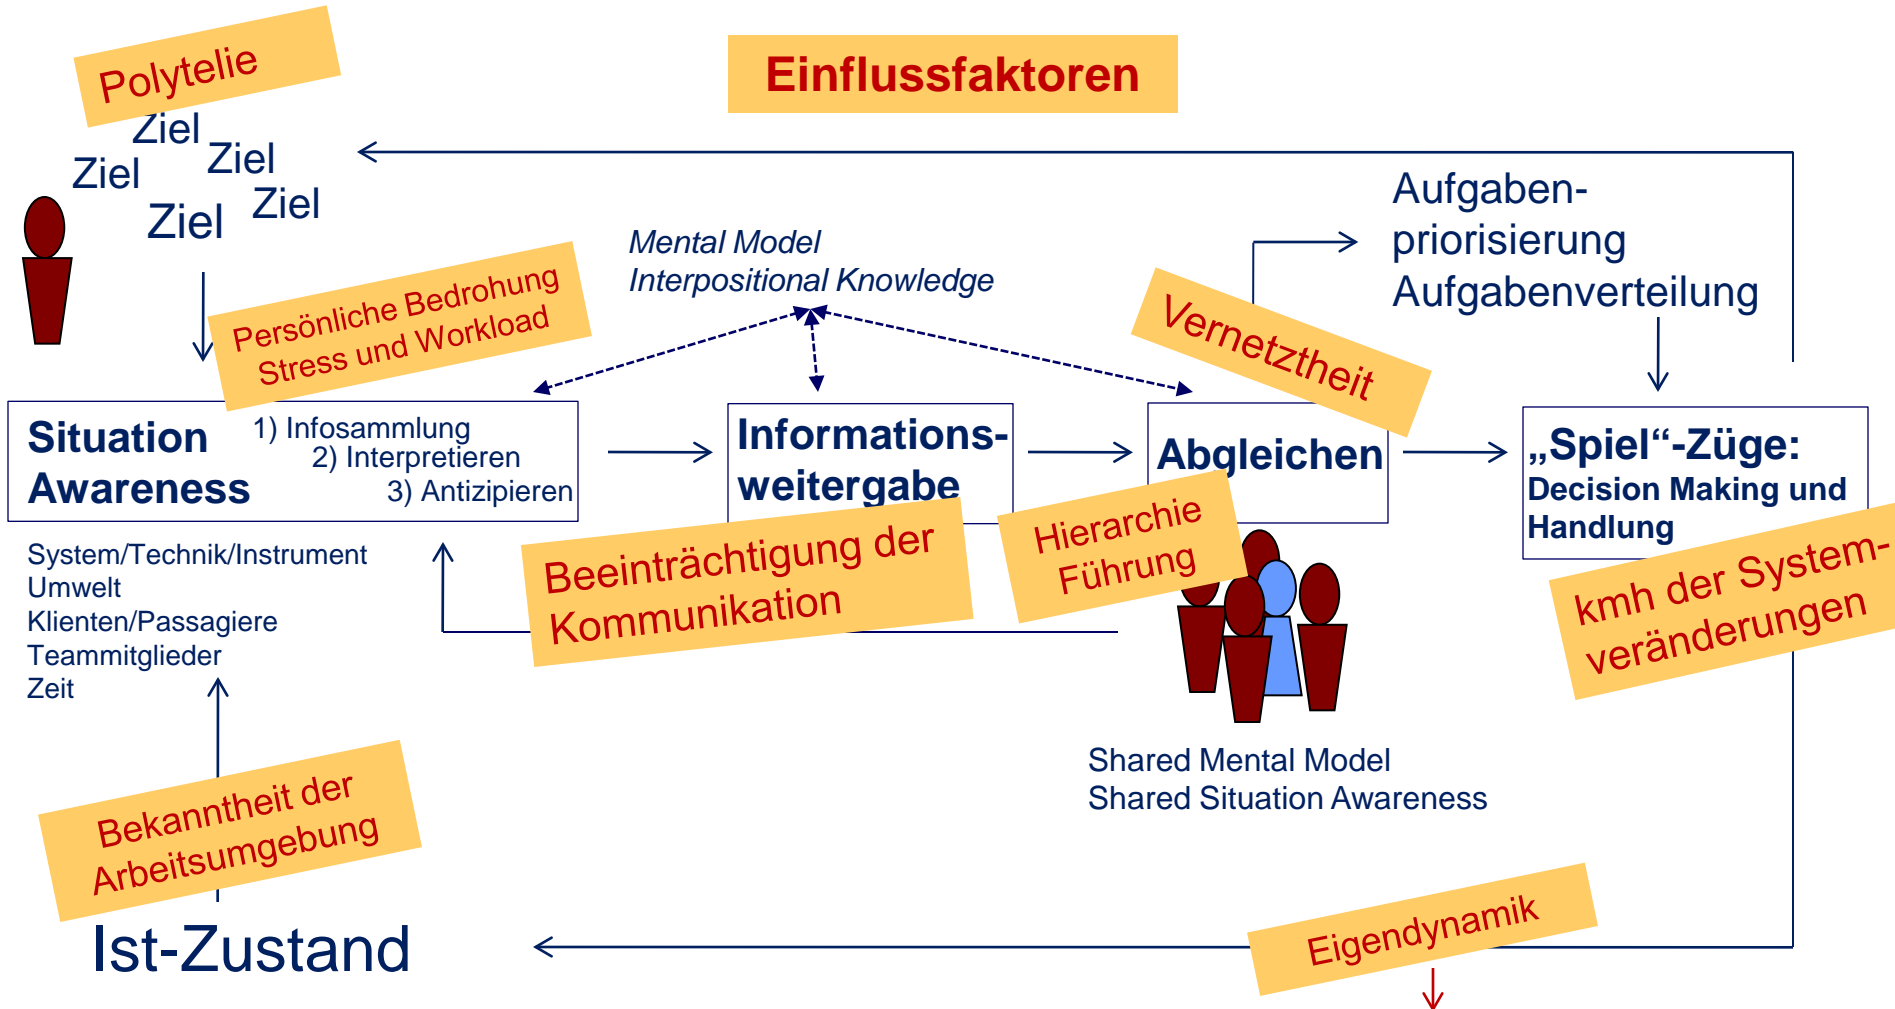 Einflussfaktoren
Polytelie
Ziel
Ziel
Ziel
Ziel
Ziel
Aufgaben-
priorisierung
Aufgabenverteilung
Mental Model
Interpositional Knowledge
Persönliche Bedrohung
Stress und Workload
Vernetztheit
Situation
Awareness
1) Infosammlung
2) Interpretieren
3) Antizipieren
Informations-
weitergabe
Abgleichen
„Spiel“-Züge:
Decision Making und
Handlung
Beeinträchtigung der
Kommunikation
Hierarchie
Führung
kmh der System-
veränderungen
System/Technik/Instrument
Umwelt
Klienten/Passagiere
Teammitglieder
Zeit
Shared Mental Model
Shared Situation Awareness
Bekanntheit der
Arbeitsumgebung
Ist-Zustand
Eigendynamik